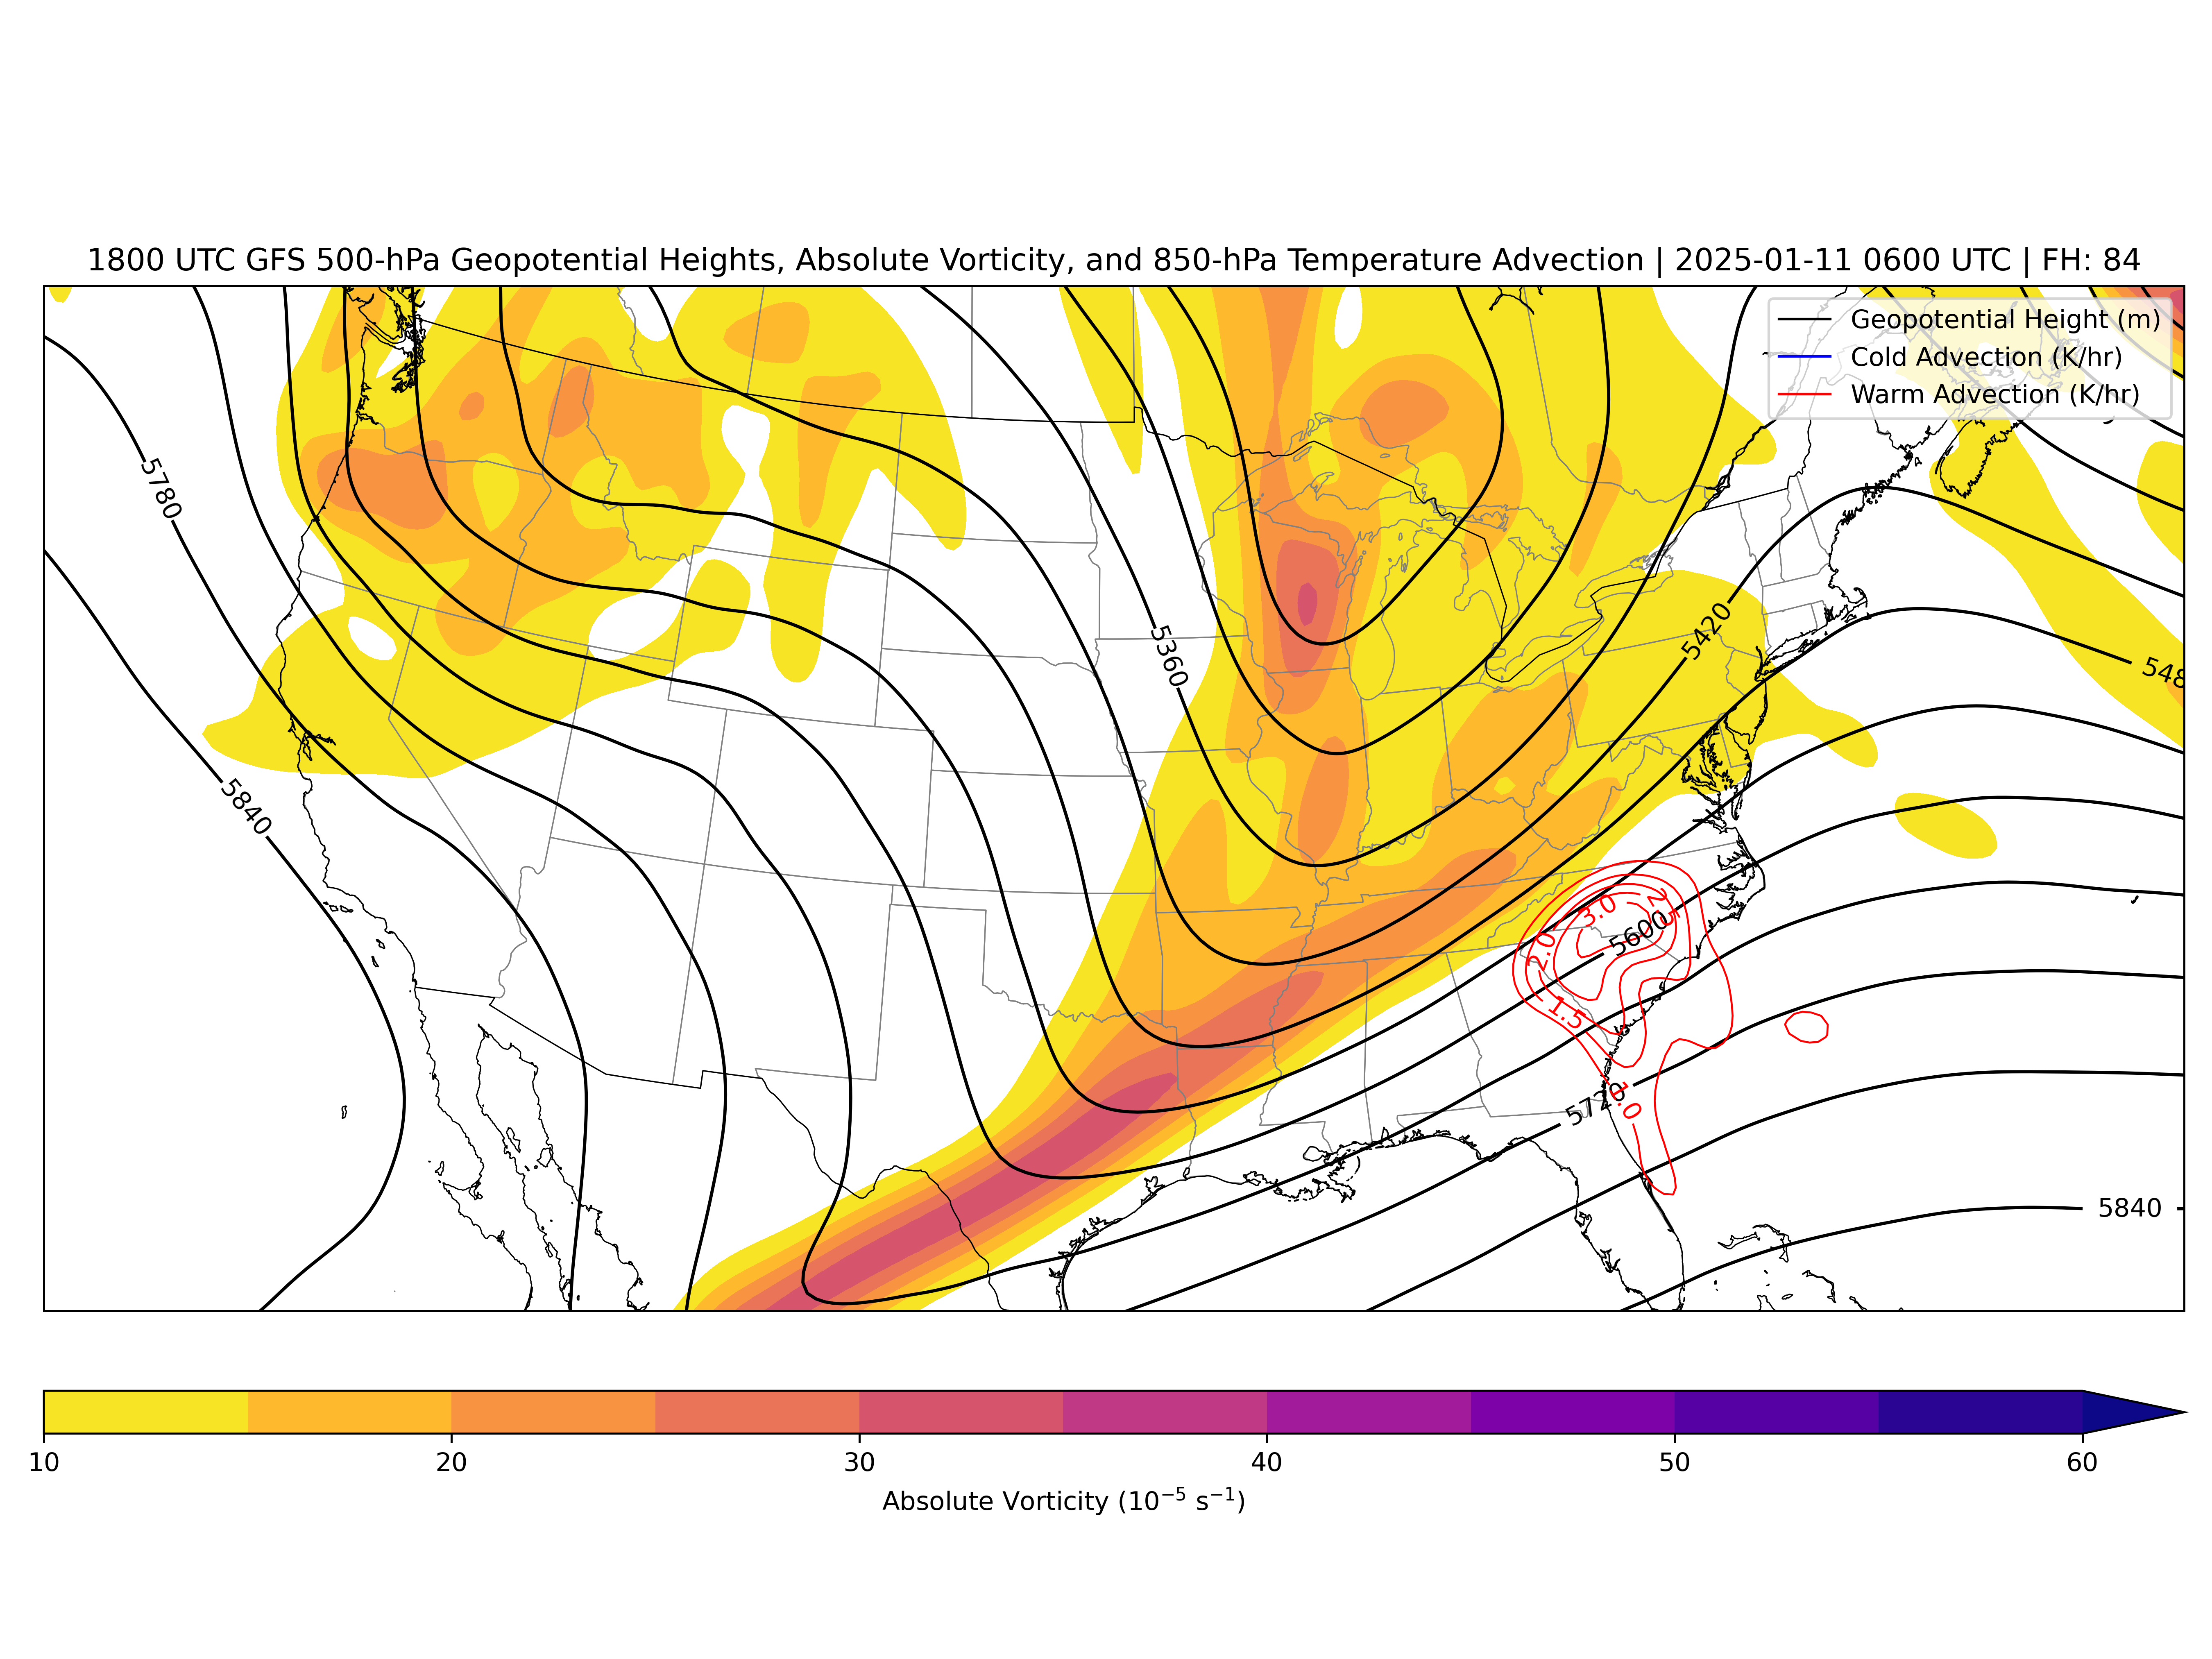 1800 UTC GFS 500-hPa Geopotential Heights, Absolute Vorticity, and 850-hPa Temperature Advection | 2025-01-11 0600 UTC | FH: 84
Geopotential Height (m)
Cold Advection (K/hr)
Warm Advection (K/hr)
5780
5360
5420
548
5840
3.0
2.5
5600
2.0
1.5
5720
1.0
5840
10 20 30 40 50 60
Absolute Vorticity (10⁻⁵ s⁻¹)